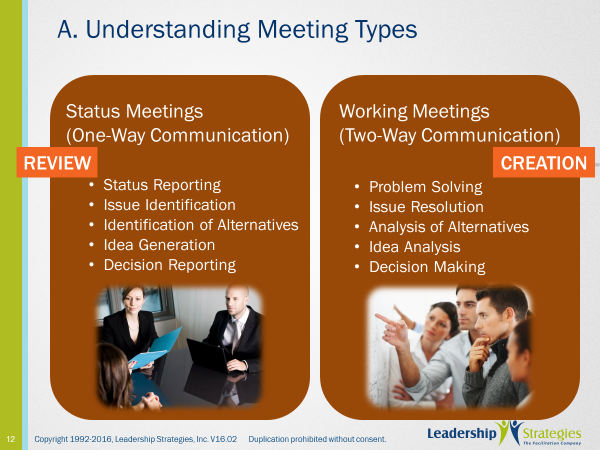 A. Understanding Meeting Types
Status Meetings
(One-Way Communication)
REVIEW
• Status Reporting
• Issue Identification
• Identification of Alternatives
• Idea Generation
• Decision Reporting
Working Meetings
(Two-Way Communication)
CREATION
• Problem Solving
• Issue Resolution
• Analysis of Alternatives
• Idea Analysis
• Decision Making
12
Copyright 1992-2016, Leadership Strategies, Inc. V16.02 Duplication prohibited without consent.
Leadership Strategies
The Facilitation Company